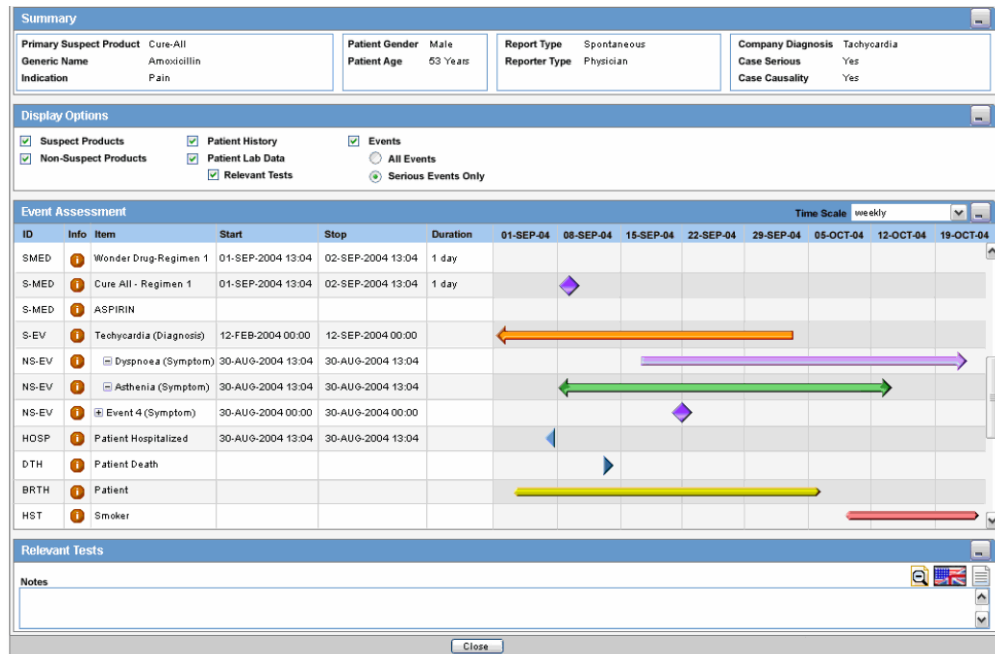 Summary
Primary Suspect Product Cure-All Patient Gender Male Report Type Spontaneous Company Diagnosis Tachycardia
Generic Name Amoxicillin Patient Age 53 Years Reporter Type Physician Case Serious Yes
Indication Pain Case Causality Yes
Display Options
Suspect Products Patient History Events
Non-Suspect Products Patient Lab Data All Events
Relevant Tests Serious Events Only
Event Assessment Time Scale weekly
ID Info Item Start Stop Duration 01-SEP-04 08-SEP-04 15-SEP-04 22-SEP-04 29-SEP-04 05-OCT-04 12-OCT-04 19-OCT-04
SMED Wonder Drug-Regimen 1 01-SEP-2004 13:04 02-SEP-2004 13:04 1 day
S-MED Cure All - Regimen 1 01-SEP-2004 13:04 02-SEP-2004 13:04 1 day
S-MED ASPIRIN
S-EV Techycardia (Diagnosis) 12-FEB-2004 00:00 12-SEP-2004 00:00
NS-EV Dyspnoea (Symptom) 30-AUG-2004 13:04 30-AUG-2004 13:04
NS-EV Asthenia (Symptom) 30-AUG-2004 13:04 30-AUG-2004 13:04
NS-EV Event 4 (Symptom) 30-AUG-2004 00:00 30-AUG-2004 00:00
HOSP Patient Hospitalized 30-AUG-2004 13:04 30-AUG-2004 13:04
DTH Patient Death
BRTH Patient
HST Smoker
Relevant Tests
Notes
Close